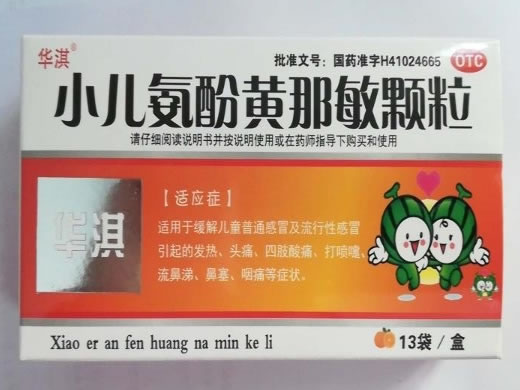 华淇®
批准文号：国药准字H41024665
OTC
小儿氨酚黄那敏颗粒
请仔细阅读说明书并按说明使用或在药师指导下购买和使用
华淇
【适应症】
适用于缓解儿童普通感冒及流行性感冒
引起的发热、头痛、四肢酸痛、打喷嚏、
流鼻涕、鼻塞、咽痛等症状。
Xiao er an fen huang na min ke li
13袋/盒